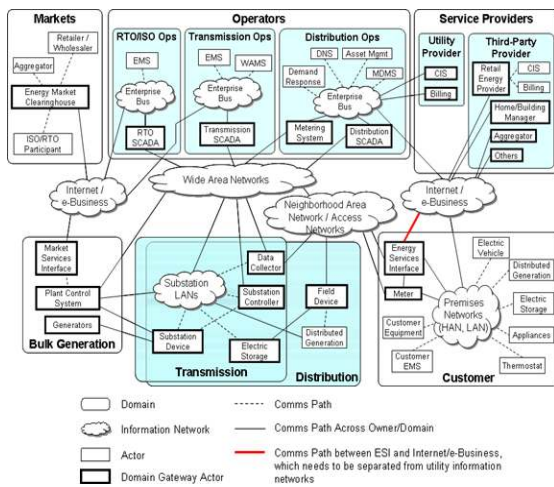 Markets
Retailer /
Wholesaler
Aggregator
Energy Market
Clearinghouse
ISO/RTO
Participant
Operators
RTO/ISO Ops
EMS
Enterprise
Bus
RTO
SCADA
Transmission Ops
EMS
WAMS
Enterprise
Bus
Transmission
SCADA
Distribution Ops
DNS
Asset Mgmt
Demand
Response
MDMS
Enterprise
Bus
Metering
System
Distribution
SCADA
Service Providers
Utility
Provider
CIS
Billing
Third-Party
Provider
Retail
Energy
Provider
CIS
Billing
Home/Building
Manager
Aggregator
Others
Internet /
e-Business
Wide Area Networks
Neighborhood Area
Network / Access
Networks
Internet /
e-Business
Market
Services
Interface
Plant Control
System
Generators
Bulk Generation
Substation
LANs
Data
Collector
Substation
Controller
Field
Device
Substation
Device
Electric
Storage
Distributed
Generation
Transmission
Distribution
Energy
Services
Interface
Meter
Electric
Vehicle
Distributed
Generation
Premises
Networks
(HAN, LAN)
Electric
Storage
Customer
Equipment
Appliances
Customer
EMS
Thermostat
Customer
Domain
Information Network
Actor
Domain Gateway Actor
Comms Path
Comms Path Across Owner/Domain
Comms Path between ESI and Internet/e-Business,
which needs to be separated from utility information
networks